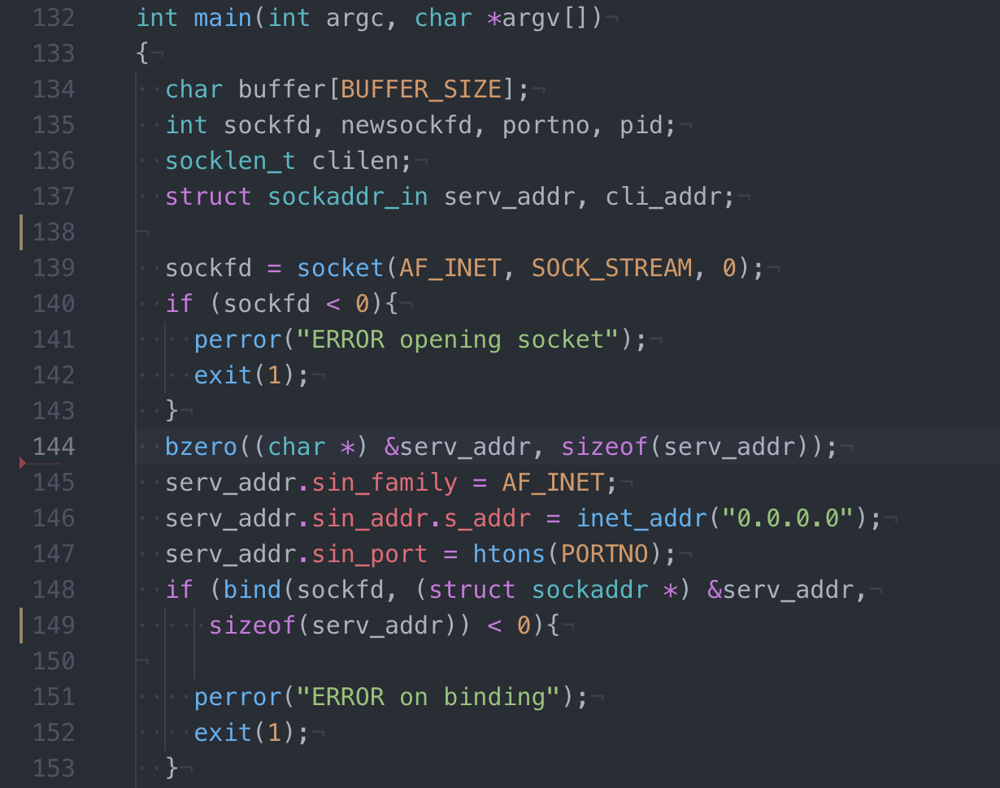 132 int main(int argc, char *argv[])¬
133 {¬
134 ··char buffer[BUFFER_SIZE];¬
135 ··int sockfd, newsockfd, portno, pid;¬
136 ··socklen_t clilen;¬
137 ··struct sockaddr_in serv_addr, cli_addr;¬
138 ¬
139 ··sockfd = socket(AF_INET, SOCK_STREAM, 0);¬
140 ··if (sockfd < 0){¬
141 ····perror("ERROR opening socket");¬
142 ····exit(1);¬
143 ··}¬
144 ··bzero((char *) &serv_addr, sizeof(serv_addr));¬
145 ··serv_addr.sin_family = AF_INET;¬
146 ··serv_addr.sin_addr.s_addr = inet_addr("0.0.0.0");¬
147 ··serv_addr.sin_port = htons(PORTNO);¬
148 ··if (bind(sockfd, (struct sockaddr *) &serv_addr,¬
149 ·····sizeof(serv_addr)) < 0){¬
150 ¬
151 ····perror("ERROR on binding");¬
152 ····exit(1);¬
153 ··}¬